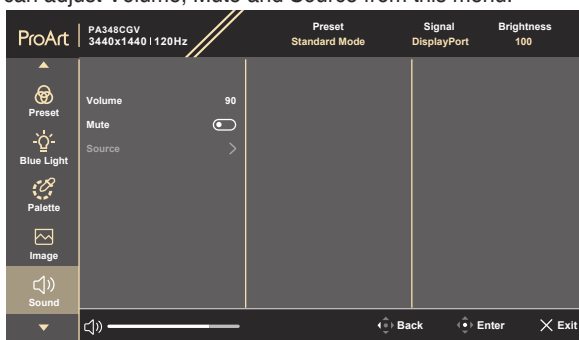 can adjust Volume, Mute and Source from this menu.
ProArt
PA348CGV
3440x1440 120Hz
Preset
Standard Mode
Signal
DisplayPort
Brightness
100
Preset
Blue Light
Palette
Image
Sound
Volume 90
Mute
Source
Back Enter Exit